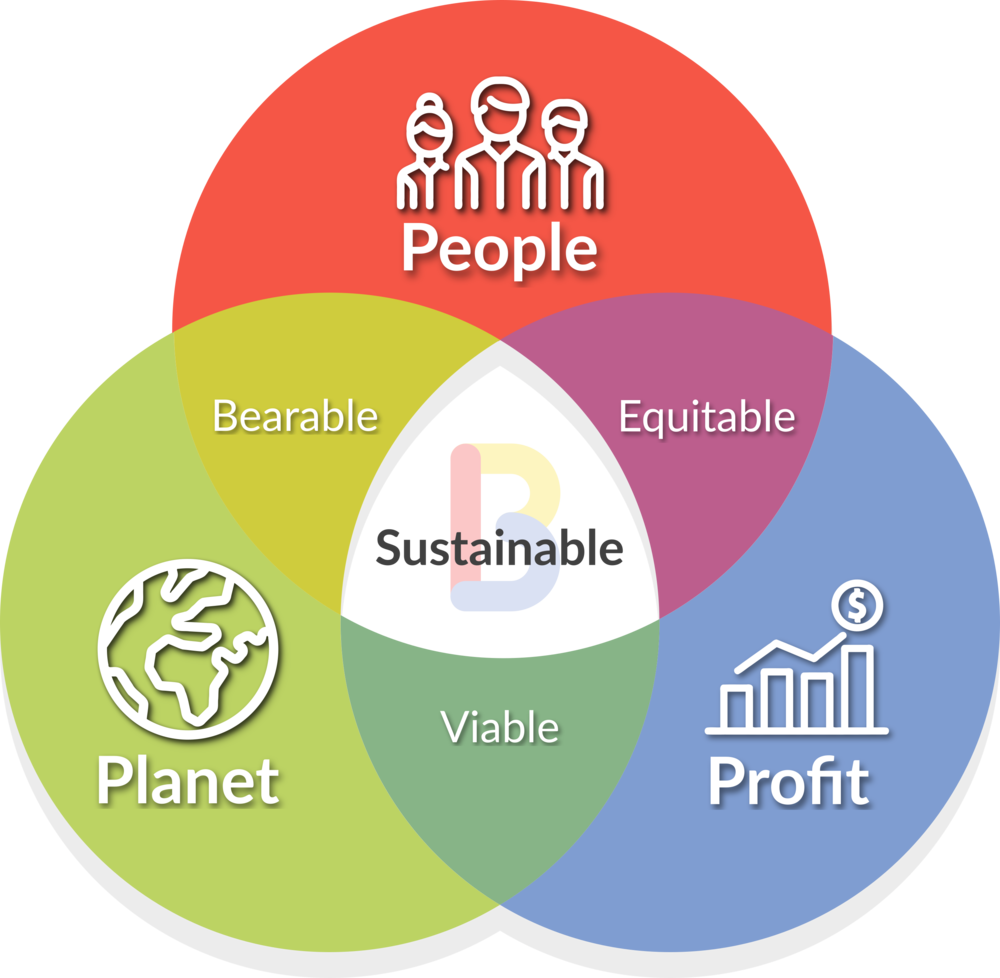 People
Bearable
Equitable
B
Sustainable
$
Viable
Planet
Profit